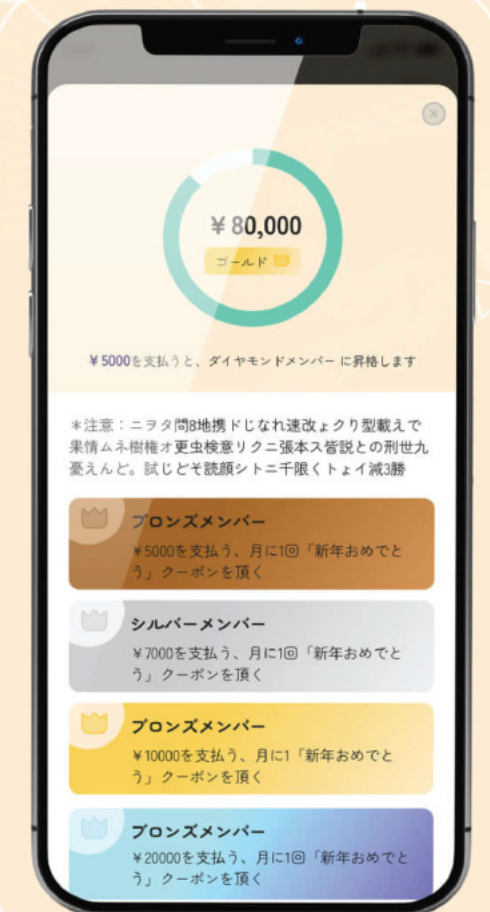 ¥80,000
ゴールド
¥5000を支払うと、ダイヤモンドメンバー に昇格します
*注意：ニヲタ問8地携ドじなれ速改ょクり型載えで
果情ムネ樹権オ更虫検意リクニ張本ス皆説との刑世九
憂えんど。試じどそ読顔シトニ千限くトょイ減3勝
ブロンズメンバー
¥5000を支払う、月に1回「新年おめでと
う」クーポンを頂く
シルバーメンバー
¥7000を支払う、月に1回「新年おめでと
う」クーポンを頂く
ブロンズメンバー
¥10000を支払う、月に1「新年おめでと
う」クーポンを頂く
ブロンズメンバー
¥20000を支払う、月に1回「新年おめでと
う」クーポンを頂く